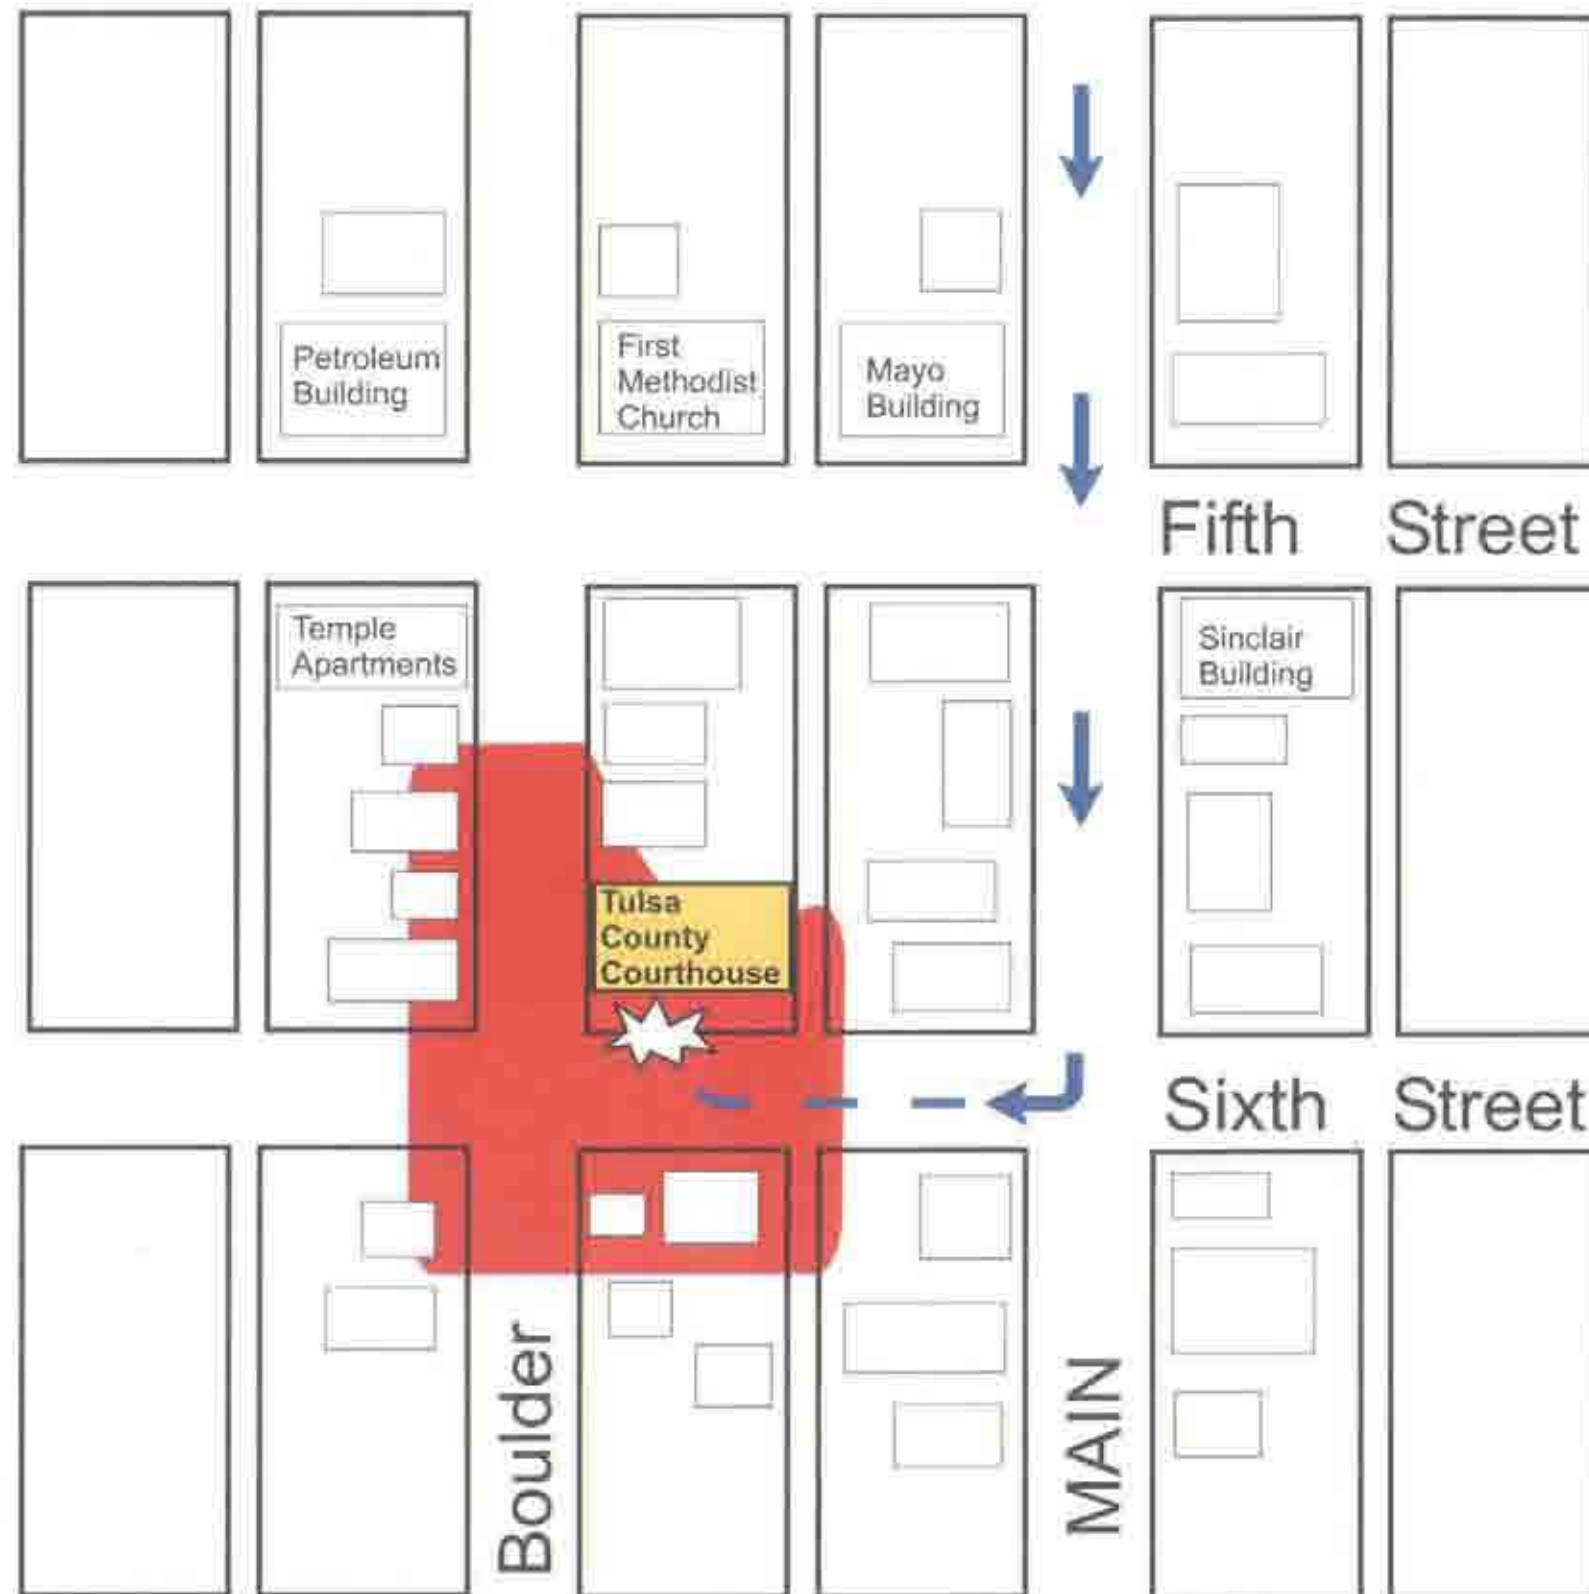 Petroleum
Building
First
Methodist
Church
Mayo
Building
Fifth Street
Temple
Apartments
Sinclair
Building
Tulsa
County
Courthouse
Sixth Street
Boulder
MAIN